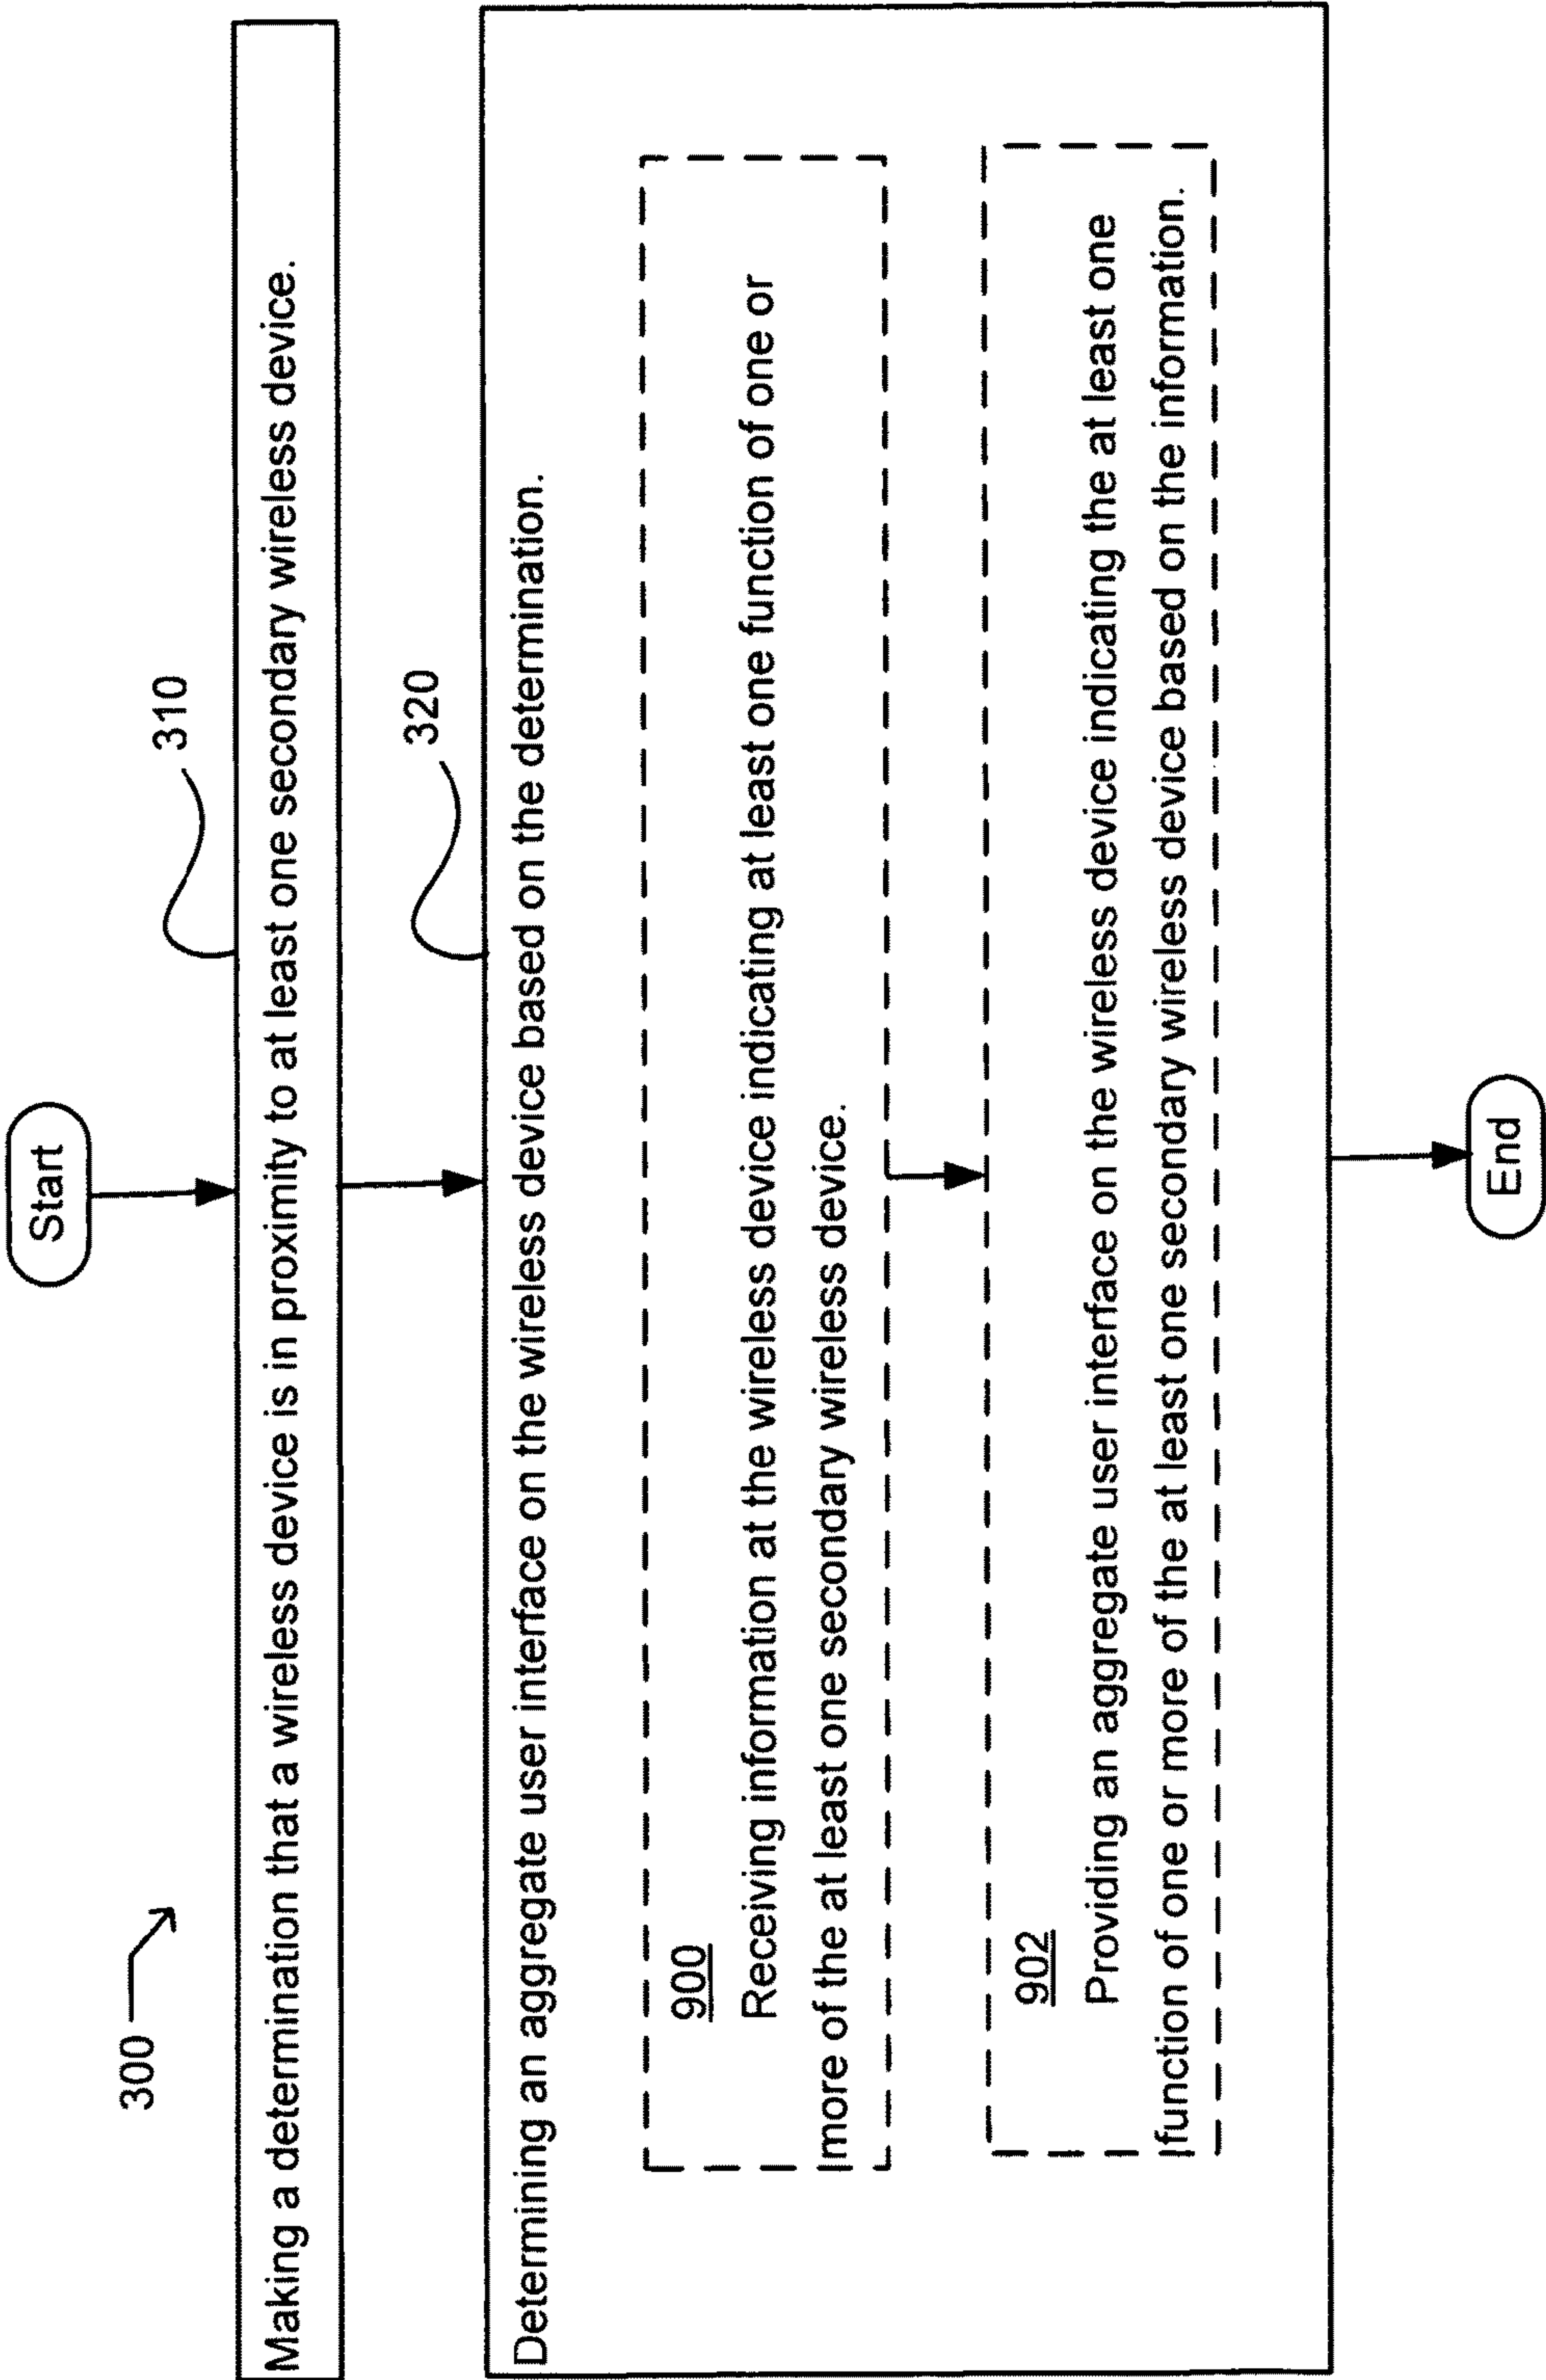 Start
300
310
Making a determination that a wireless device is in proximity to at least one secondary wireless device.
320
Determining an aggregate user interface on the wireless device based on the determination.
900
Receiving information at the wireless device indicating at least one function of one or
more of the at least one secondary wireless device.
902
Providing an aggregate user interface on the wireless device indicating the at least one
function of one or more of the at least one secondary wireless device based on the information.
End